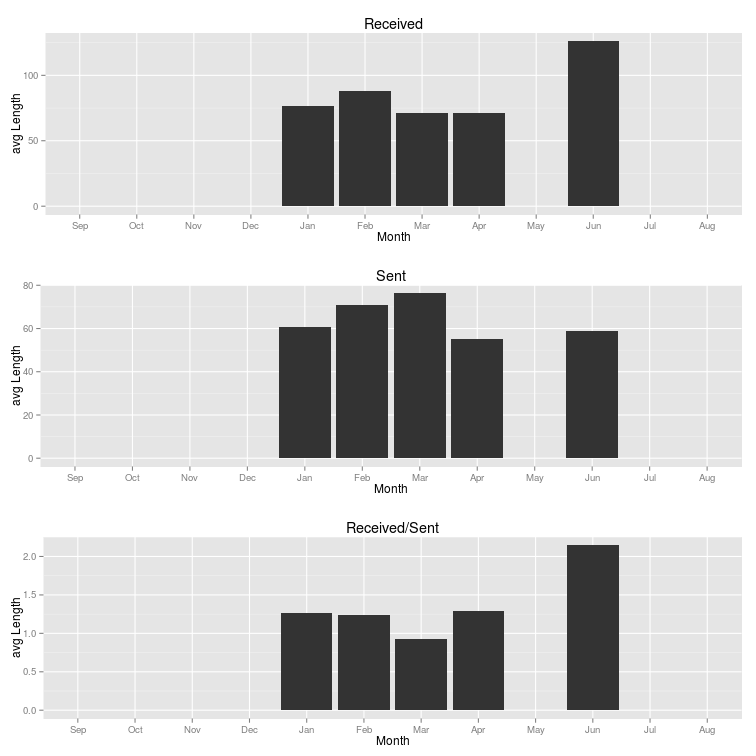 Received
avg Length
100
50
0
Sep Oct Nov Dec Jan Feb Mar Apr May Jun Jul Aug
Month
Sent
avg Length
80
60
40
20
0
Sep Oct Nov Dec Jan Feb Mar Apr May Jun Jul Aug
Month
Received/Sent
avg Length
2.0
1.5
1.0
0.5
0.0
Sep Oct Nov Dec Jan Feb Mar Apr May Jun Jul Aug
Month